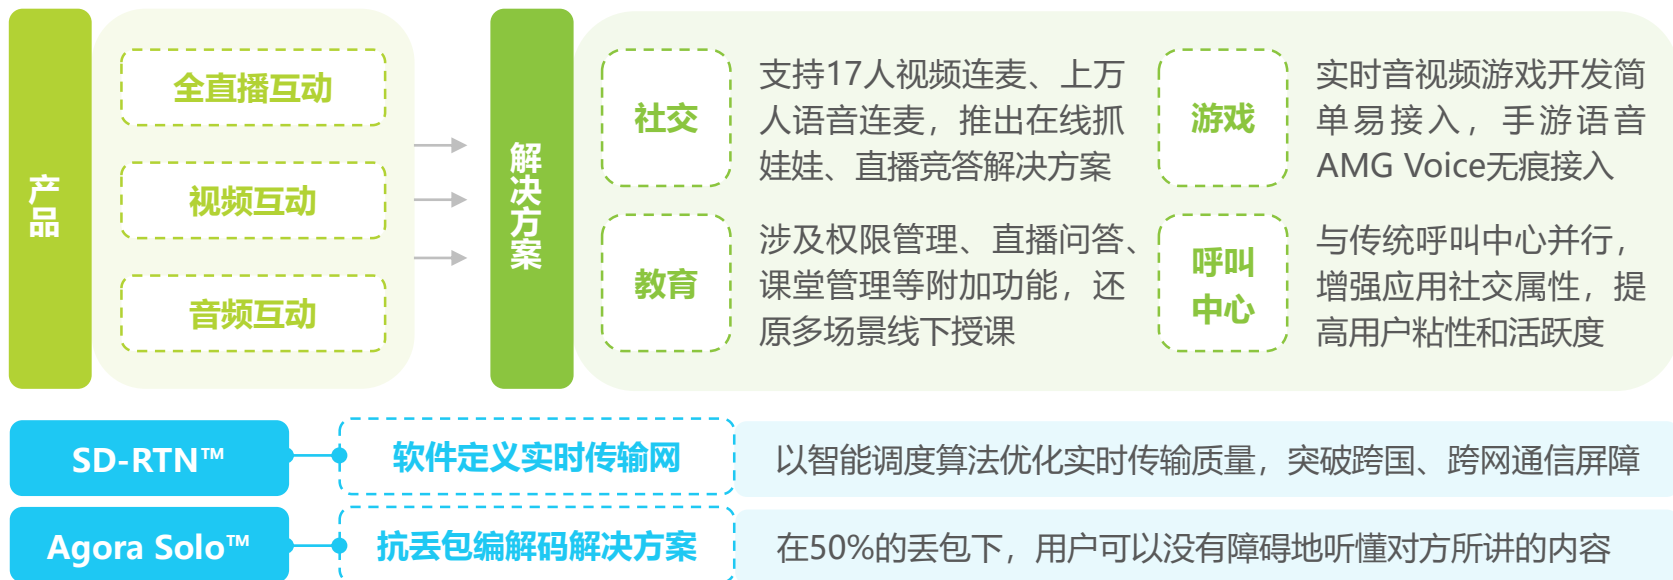 产品
全直播互动
视频互动
音频互动
解决方案
社交
支持17人视频连麦、上万
人语音连麦，推出在线抓
娃娃、直播竞答解决方案
游戏
实时音视频游戏开发简
单易接入，手游语音
AMG Voice无痕接入
教育
涉及权限管理、直播问答、
课堂管理等附加功能，还
原多场景线下授课
呼叫
中心
与传统呼叫中心并行，
增强应用社交属性，提
高用户粘性和活跃度
SD-RTN™
软件定义实时传输网
以智能调度算法优化实时传输质量，突破跨国、跨网通信屏障
Agora Solo™
抗丢包编解码解决方案
在50%的丢包下，用户可以没有障碍地听懂对方所讲的内容